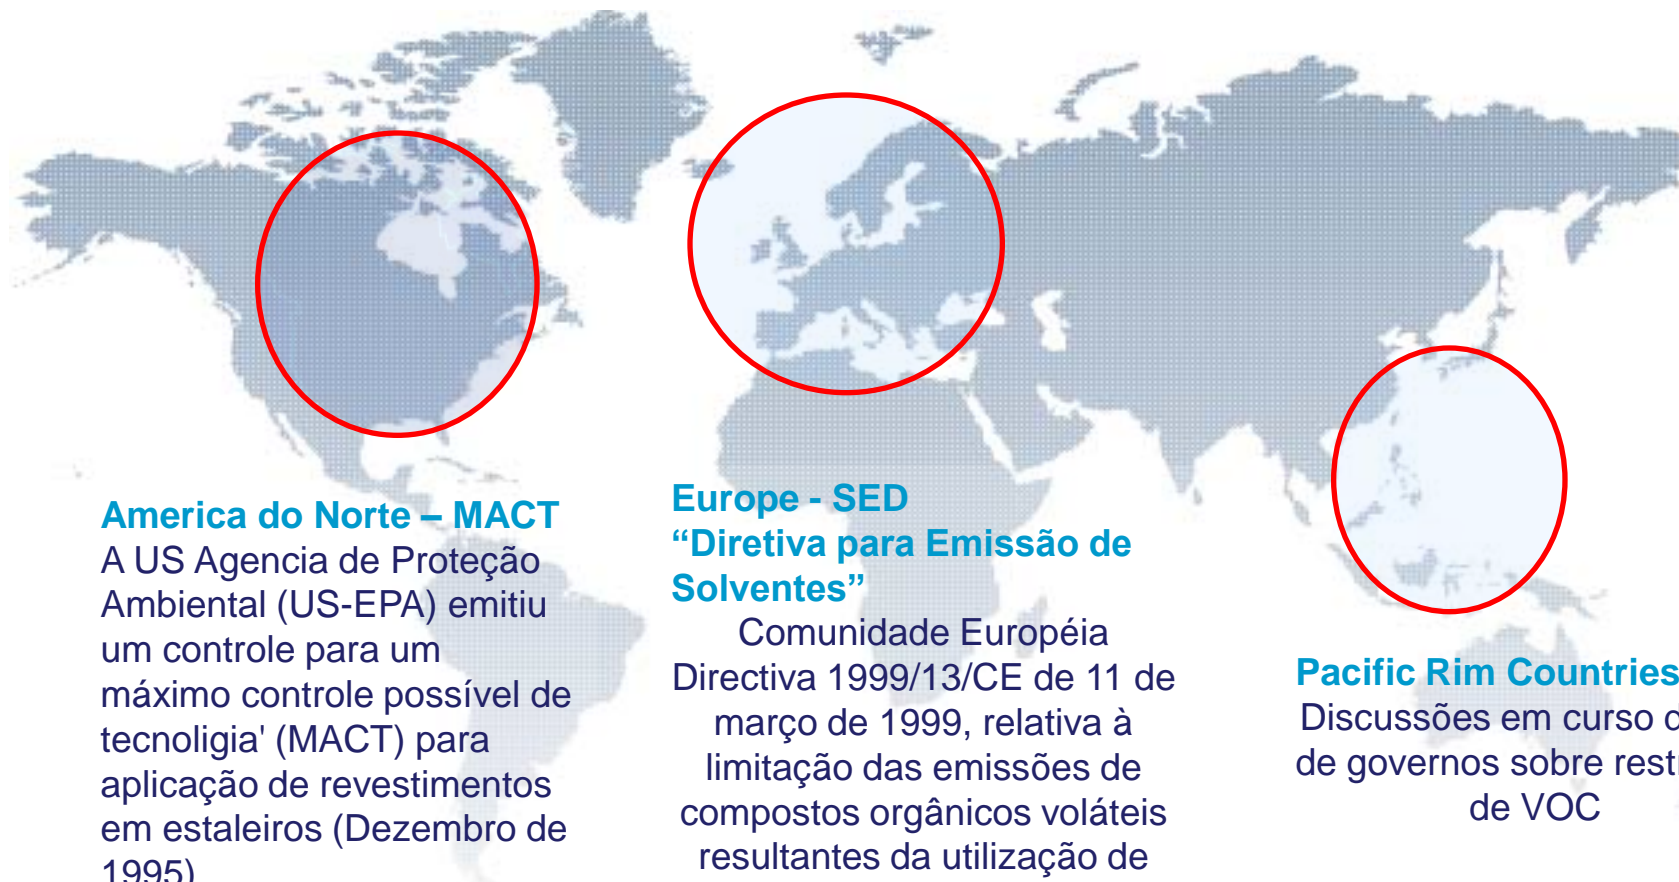 America do Norte – MACT
A US Agencia de Proteção
Ambiental (US-EPA) emitiu
um controle para um
máximo controle possível de
tecnoligia' (MACT) para
aplicação de revestimentos
em estaleiros (Dezembro de
1995)
Europe - SED
“Diretiva para Emissão de
Solventes”
Comunidade Européia
Directiva 1999/13/CE de 11 de
março de 1999, relativa à
limitação das emissões de
compostos orgânicos voláteis
resultantes da utilização de
Pacific Rim Countries
Discussões em curso
de governos sobre
de VOC